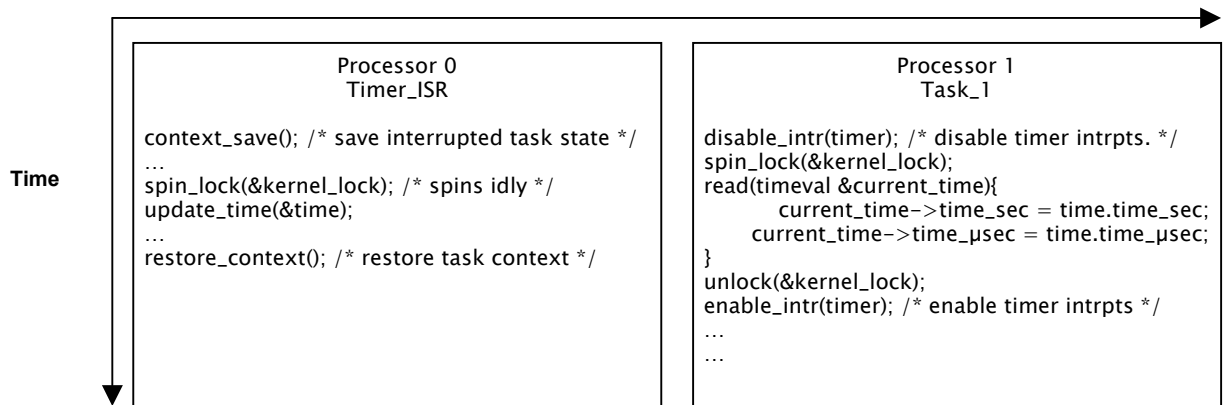 Time
Processor 0
Timer_ISR
context_save(); /* save interrupted task state */
…
spin_lock(&kernel_lock); /* spins idly */
update_time(&time);
…
restore_context(); /* restore task context */
Processor 1
Task_1
disable_intr(timer); /* disable timer intrpts. */
spin_lock(&kernel_lock);
read(timeval &current_time){
current_time->time_sec = time.time_sec;
current_time->time_μsec = time.time_μsec;
}
unlock(&kernel_lock);
enable_intr(timer); /* enable timer intrpts */
…
…